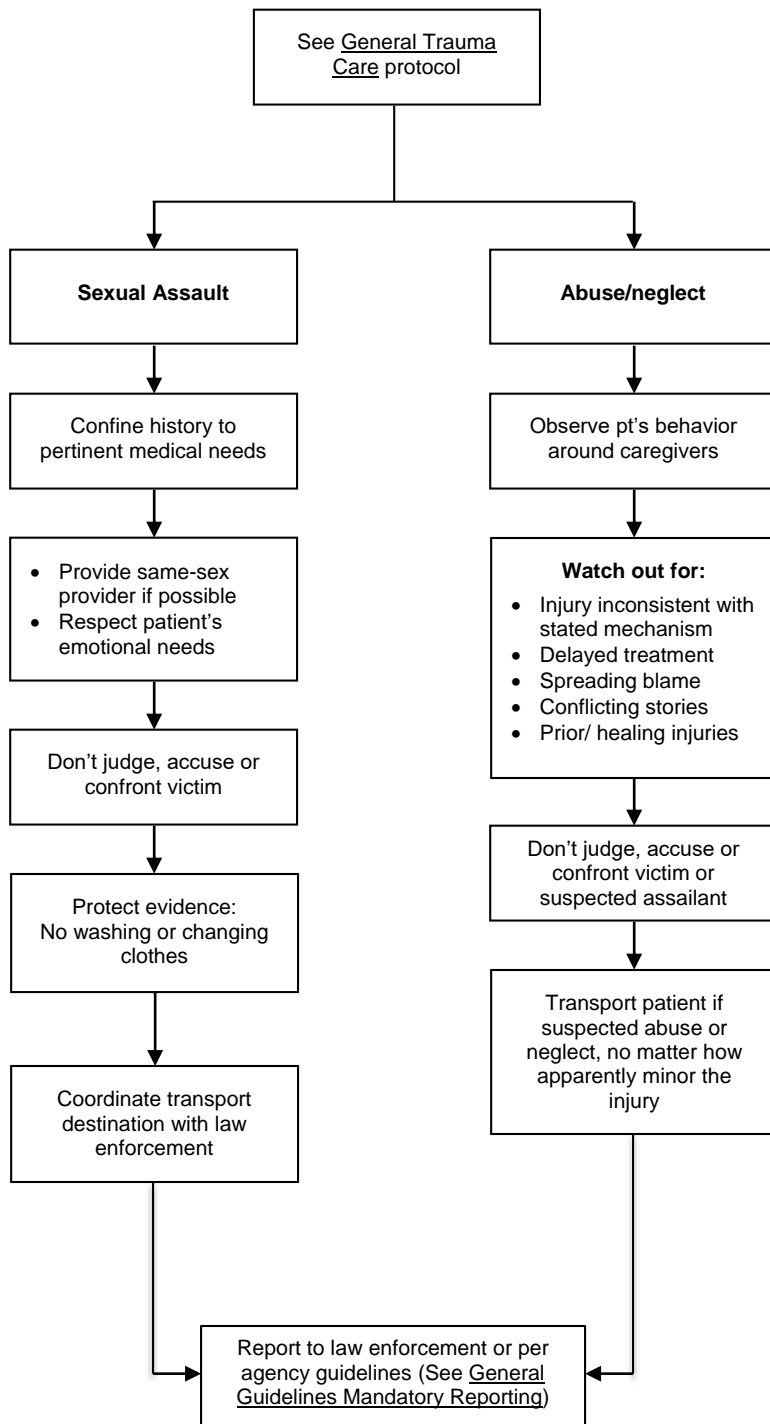 See General Trauma
Care protocol
Sexual Assault
Confine history to
pertinent medical needs
• Provide same-sex
provider if possible
• Respect patient's
emotional needs
Don't judge, accuse or
confront victim
Protect evidence:
No washing or changing
clothes
Coordinate transport
destination with law
enforcement
Abuse/neglect
Observe pt's behavior
around caregivers
Watch out for:
• Injury inconsistent with
stated mechanism
• Delayed treatment
• Spreading blame
• Conflicting stories
• Prior/ healing injuries
Don't judge, accuse or
confront victim or
suspected assailant
Transport patient if
suspected abuse or
neglect, no matter how
apparently minor the
injury
Report to law enforcement or per
agency guidelines (See General
Guidelines Mandatory Reporting)